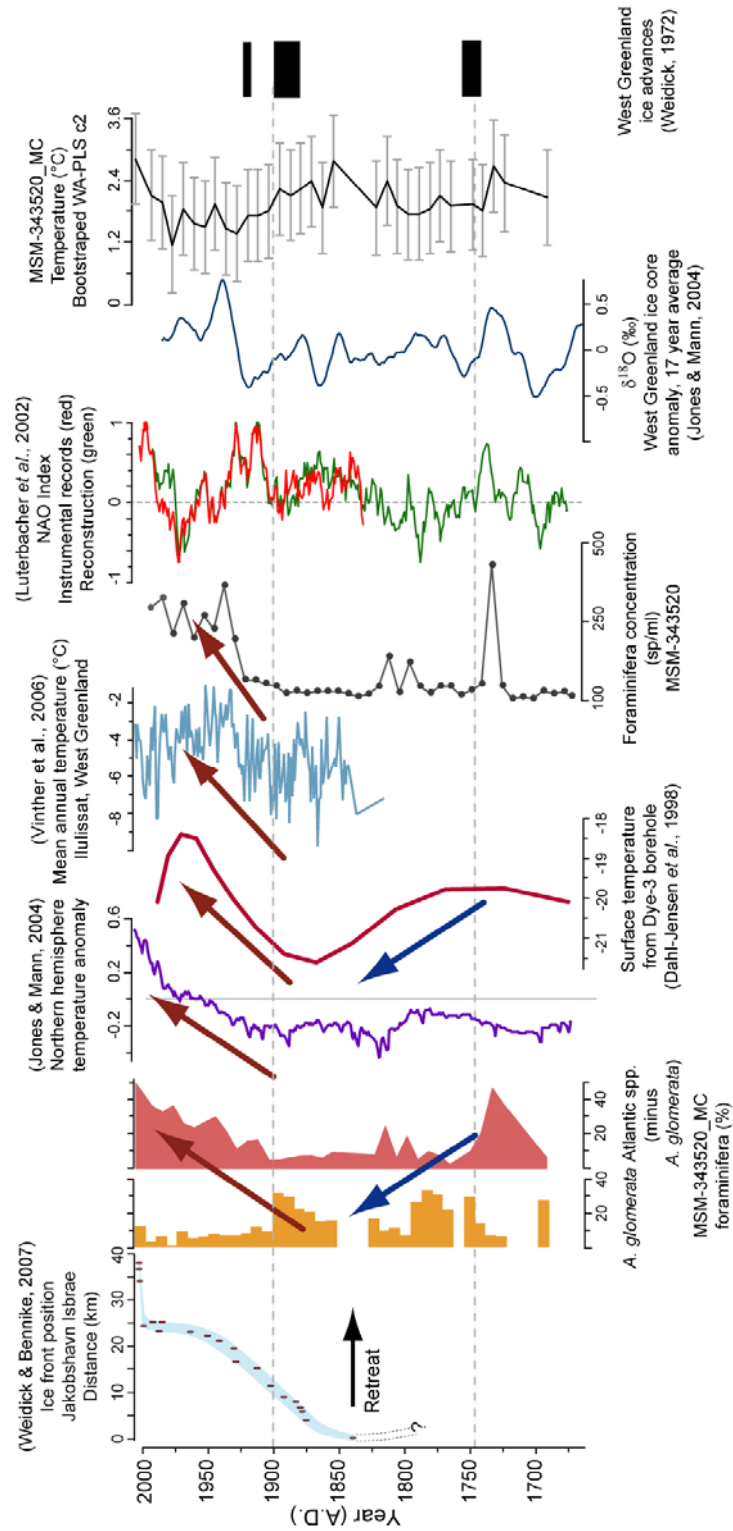 (Weidick & Bennike, 2007)
Ice front position
Jakobshavn Isbrae
Distance (km)
0 10 20 30 40
Retreat
?
Year (A.D.)
2000 1950 1900 1850 1800 1750 1700
20 40
20 40
A. glomerata Atlantic spp.
(minus
A. glomerata)
MSM-343520_MC
foraminifera (%)
(Jones & Mann, 2004)
Northern hemisphere
temperature anomaly
-0.2 0.2 0.6
-21 -20 -19 -18
Surface temperature
from Dye-3 borehole
(Dahl-Jensen et al., 1998)
(Vinther et al., 2006)
Mean annual temperature (°C)
Ilulissat, West Greenland
-8 -6 -4 -2
100 250 500
Foraminifera concentration
(sp/ml)
MSM-343520
(Luterbacher et al., 2002)
NAO Index
Instrumental records (red)
Reconstruction (green)
-1 0 1
-0.5 0 0.5
δ18O (‰)
West Greenland ice core
anomaly, 17 year average
(Jones & Mann, 2004)
MSM-343520_MC
Temperature (°C)
Bootstraped WA-PLS c2
0 1.2 2.4 3.6
West Greenland
ice advances
(Weidick, 1972)